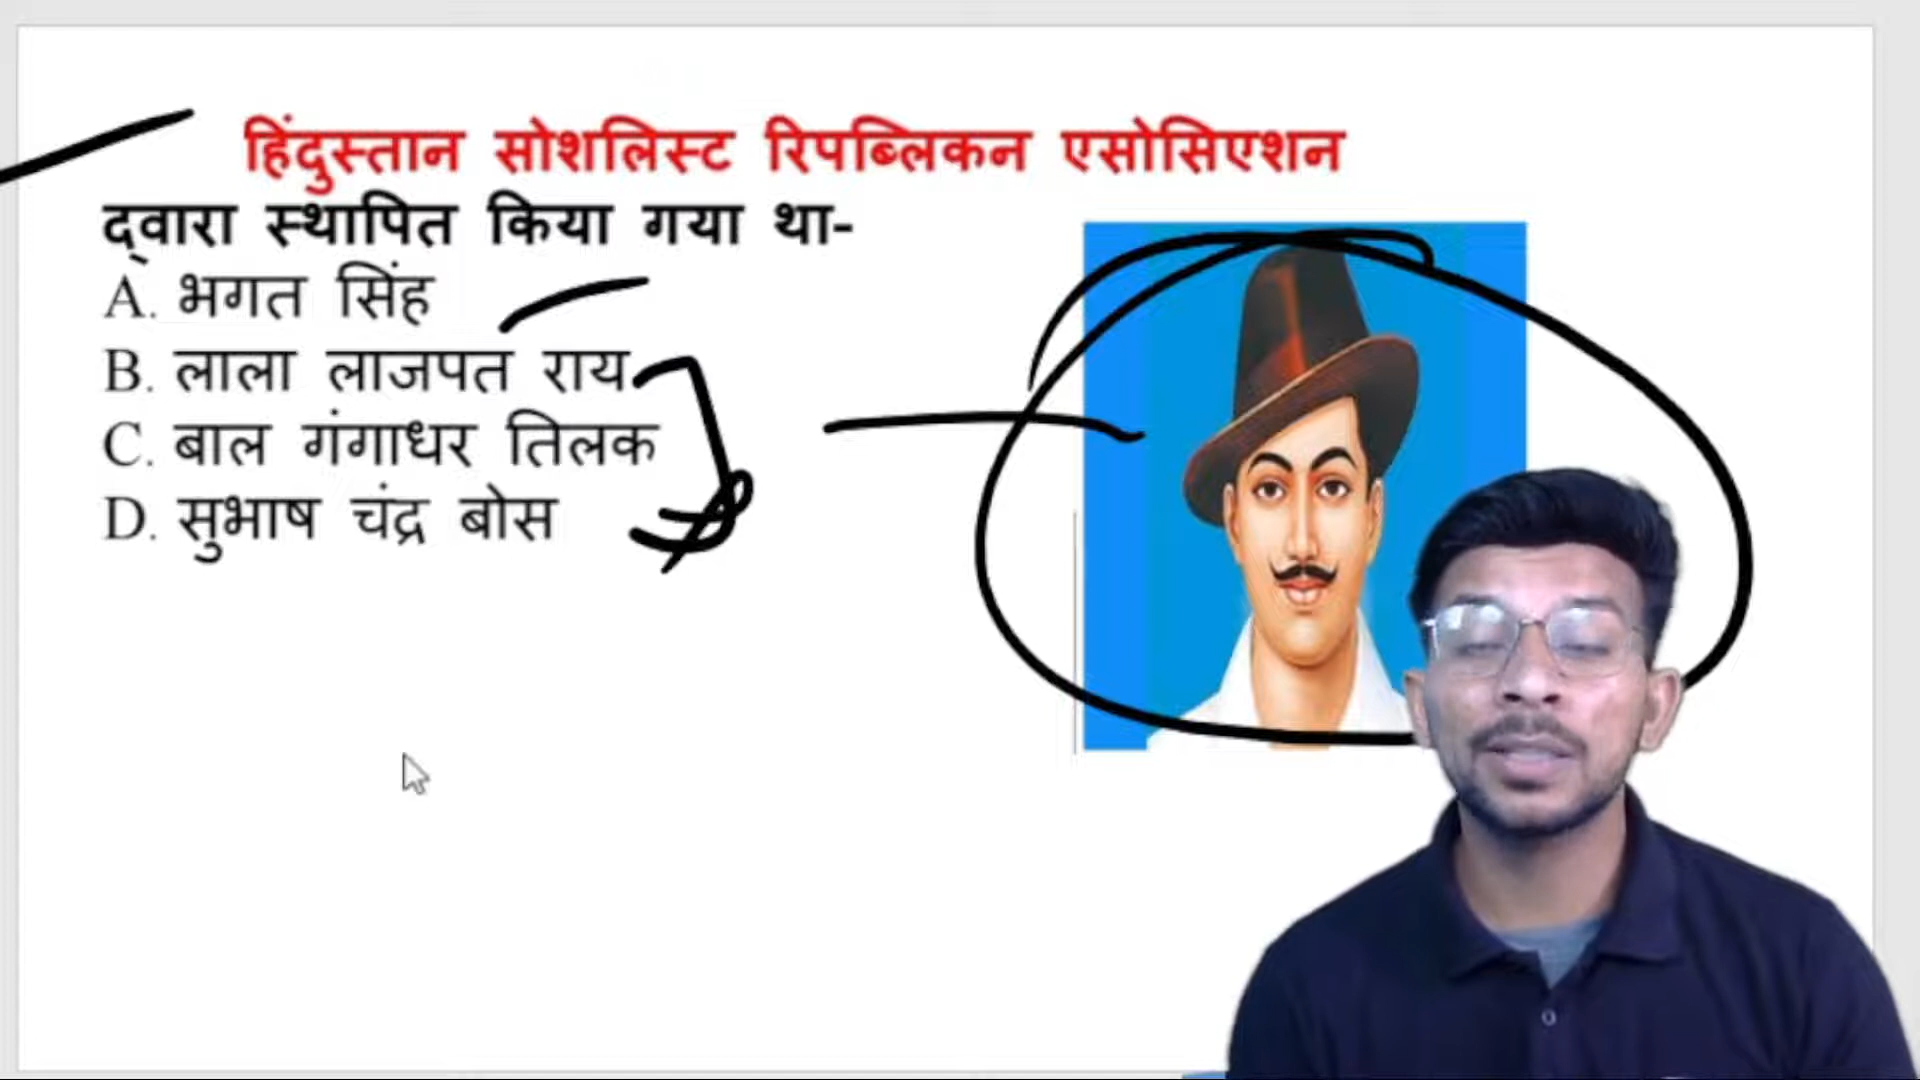 हिंदुस्तान सोशलिस्ट रिपब्लिकन एसोसिएशन
द्वारा स्थापित किया गया था-
A. भगत सिंह
B. लाला लाजपत राय
C. बाल गंगाधर तिलक
D. सुभाष चंद्र बोस